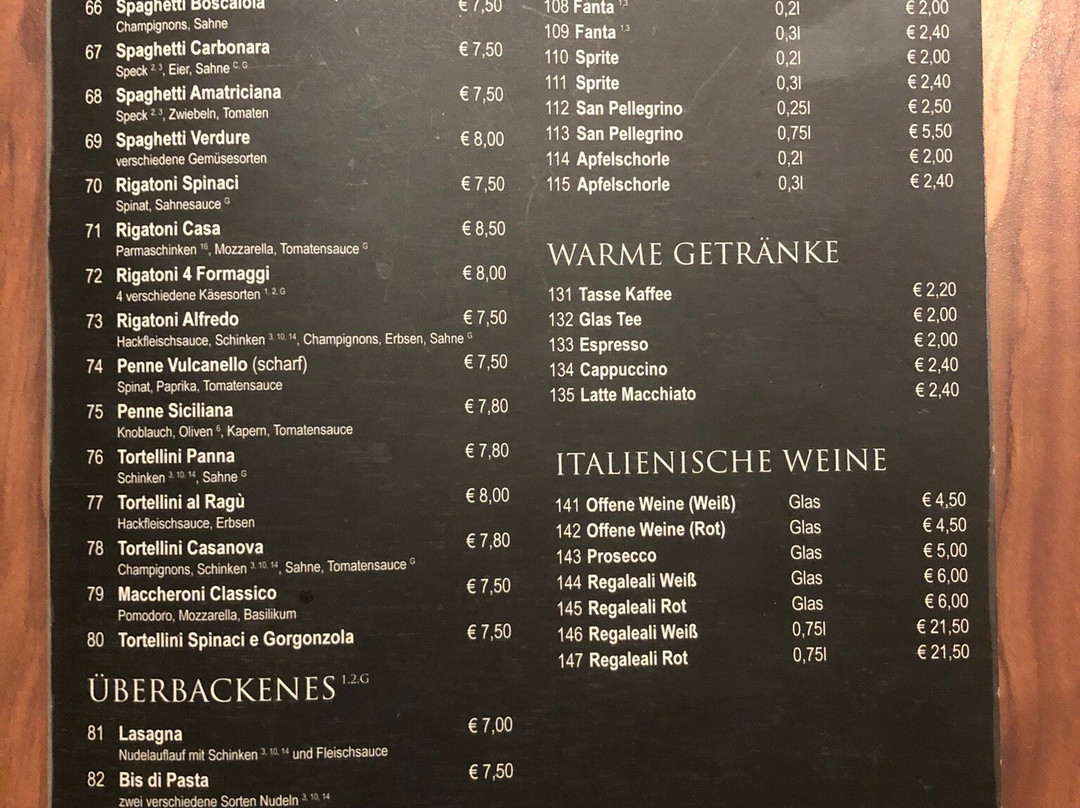 66 Spaghetti Boscaiola € 7,50
Champignons, Sahne
67 Spaghetti Carbonara € 7,50
Speck 2, 3, Eier, Sahne C, G
68 Spaghetti Amatriciana € 7,50
Speck 2, 3, Zwiebeln, Tomaten
69 Spaghetti Verdure € 8,00
verschiedene Gemüsesorten
70 Rigatoni Spinaci € 7,50
Spinat, Sahnesauce G
71 Rigatoni Casa € 8,50
Parmaschinken 16, Mozzarella, Tomatensauce G
72 Rigatoni 4 Formaggi € 8,00
4 verschiedene Käsesorten 1, 2, G
73 Rigatoni Alfredo € 7,50
Hackfleischsauce, Schinken 3, 10, 14, Champignons, Erbsen, Sahne G
74 Penne Vulcanello (scharf) € 7,50
Spinat, Paprika, Tomatensauce
75 Penne Siciliana € 7,80
Knoblauch, Oliven 6, Kapern, Tomatensauce
76 Tortellini Panna € 7,80
Schinken 3, 10, 14, Sahne G
77 Tortellini al Ragù € 8,00
Hackfleischsauce, Erbsen
78 Tortellini Casanova € 7,80
Champignons, Schinken 3, 10, 14, Sahne, Tomatensauce G
79 Maccheroni Classico € 7,50
Pomodoro, Mozzarella, Basilikum
80 Tortellini Spinaci e Gorgonzola € 7,50
ÜBERBACKENES 1,2,G
81 Lasagna € 7,00
Nudelauflauf mit Schinken 3, 10, 14 und Fleischsauce
82 Bis di Pasta € 7,50
zwei verschiedene Sorten Nudeln 3, 10, 14
108 Fanta 1,3 0,2l € 2,00
109 Fanta 1,3 0,3l € 2,40
110 Sprite 0,2l € 2,00
111 Sprite 0,3l € 2,40
112 San Pellegrino 0,25l € 2,50
113 San Pellegrino 0,75l € 5,50
114 Apfelschorle 0,2l € 2,00
115 Apfelschorle 0,3l € 2,40
WARME GETRÄNKE
131 Tasse Kaffee € 2,20
132 Glas Tee € 2,00
133 Espresso € 2,00
134 Cappuccino € 2,40
135 Latte Macchiato € 2,40
ITALIENISCHE WEINE
141 Offene Weine (Weiß) Glas € 4,50
142 Offene Weine (Rot) Glas € 4,50
143 Prosecco Glas € 5,00
144 Regaleali Weiß Glas € 6,00
145 Regaleali Rot Glas € 6,00
146 Regaleali Weiß 0,75l € 21,50
147 Regaleali Rot 0,75l € 21,50